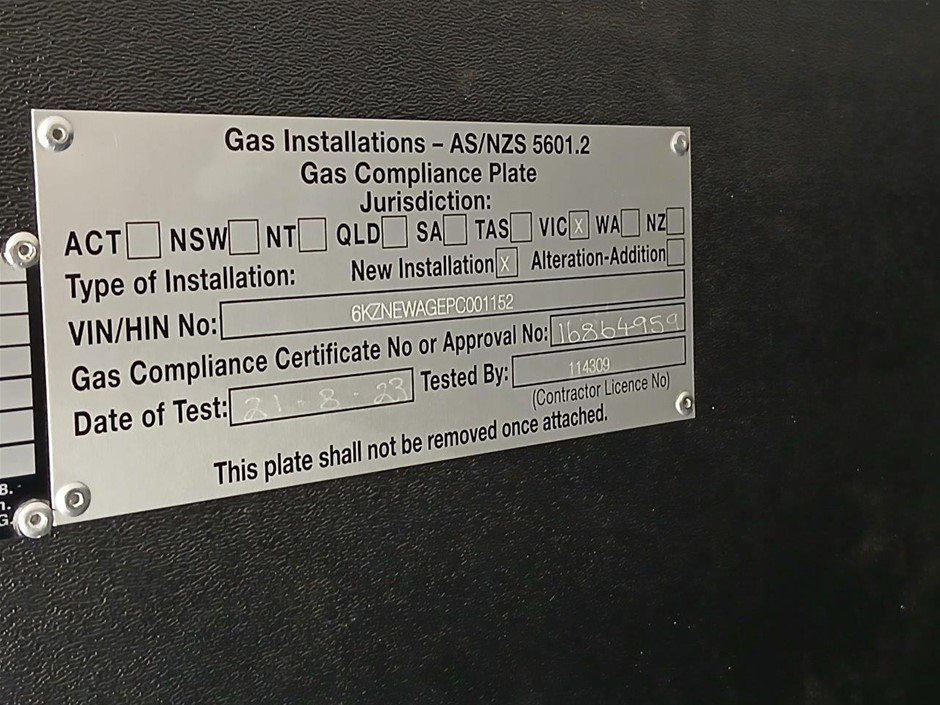 Gas Installations – AS/NZS 5601.2
Gas Compliance Plate
Jurisdiction:
ACT NSW NT QLD SA TAS VIC X WA NZ
Type of Installation: New Installation X Alteration-Addition
VIN/HIN No: 6KZNEWAGEPC001152
Gas Compliance Certificate No or Approval No: 16864959
Date of Test: 21-8-23 Tested By: 114309
(Contractor Licence No)
This plate shall not be removed once attached.